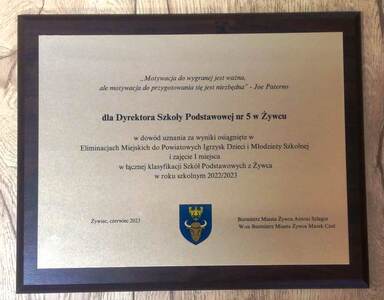 „Motywacja do wygranej jest ważna,
ale motywacja do przygotowania się jest niezbędna” - Joe Paterno
dla Dyrektora Szkoły Podstawowej nr 5 w Żywcu
w dowód uznania za wyniki osiągnięte w
Eliminacjach Miejskich do Powiatowych Igrzysk Dzieci i Młodzieży Szkolnej
i zajęcie I miejsca
w łącznej klasyfikacji Szkół Podstawowych z Żywca
w roku szkolnym 2022/2023
Żywiec, czerwiec 2023
Burmistrz Miasta Żywca Antoni Szlagor
W-ce Burmistrz Miasta Żywca Marek Czul